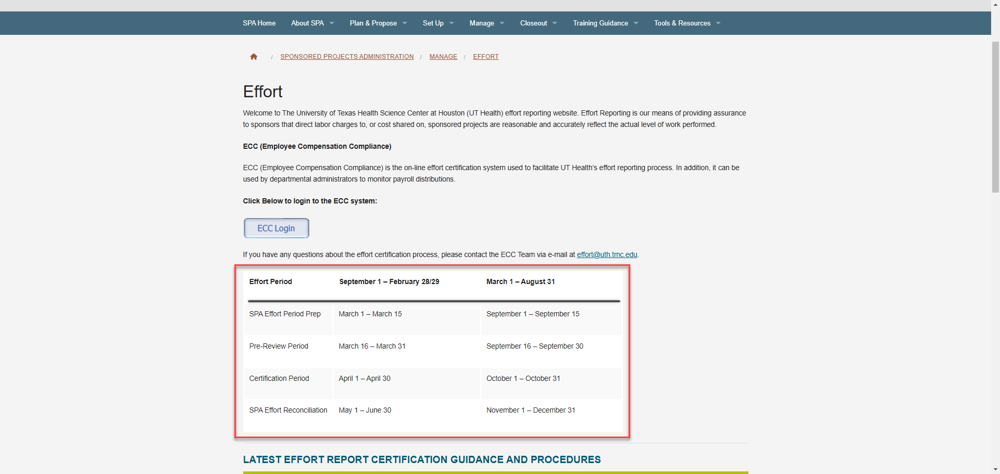 SPA Home About SPA Plan & Propose Set Up Manage Closeout Training Guidance Tools & Resources
/ SPONSORED PROJECTS ADMINISTRATION / MANAGE / EFFORT
Effort
Welcome to The University of Texas Health Science Center at Houston (UT Health) effort reporting website. Effort Reporting is our means of providing assurance
to sponsors that direct labor charges to, or cost shared on, sponsored projects are reasonable and accurately reflect the actual level of work performed.
ECC (Employee Compensation Compliance)
ECC (Employee Compensation Compliance) is the on-line effort certification system used to facilitate UT Health’s effort reporting process. In addition, it can be
used by departmental administrators to monitor payroll distributions.
Click Below to login to the ECC system:
ECC Login
If you have any questions about the effort certification process, please contact the ECC Team via e-mail at effort@uth.tmc.edu.
Effort Period September 1 – February 28/29 March 1 – August 31
SPA Effort Period Prep March 1 – March 15 September 1 – September 15
Pre-Review Period March 16 – March 31 September 16 – September 30
Certification Period April 1 – April 30 October 1 – October 31
SPA Effort Reconciliation May 1 – June 30 November 1 – December 31
LATEST EFFORT REPORT CERTIFICATION GUIDANCE AND PROCEDURES